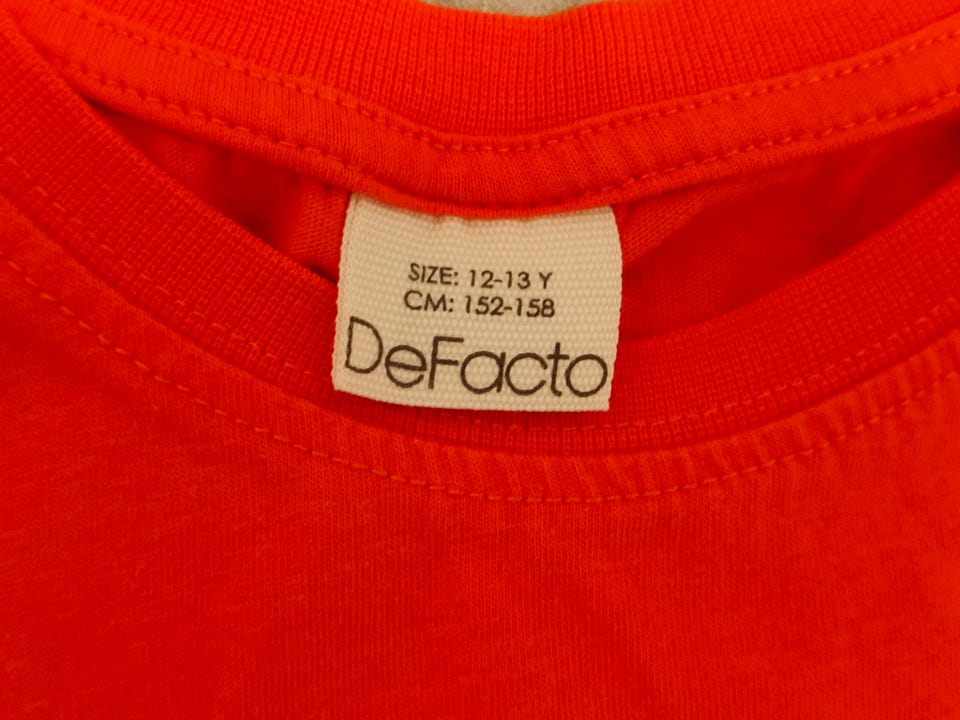 SIZE: 12-13 Y
CM: 152-158
DeFacto